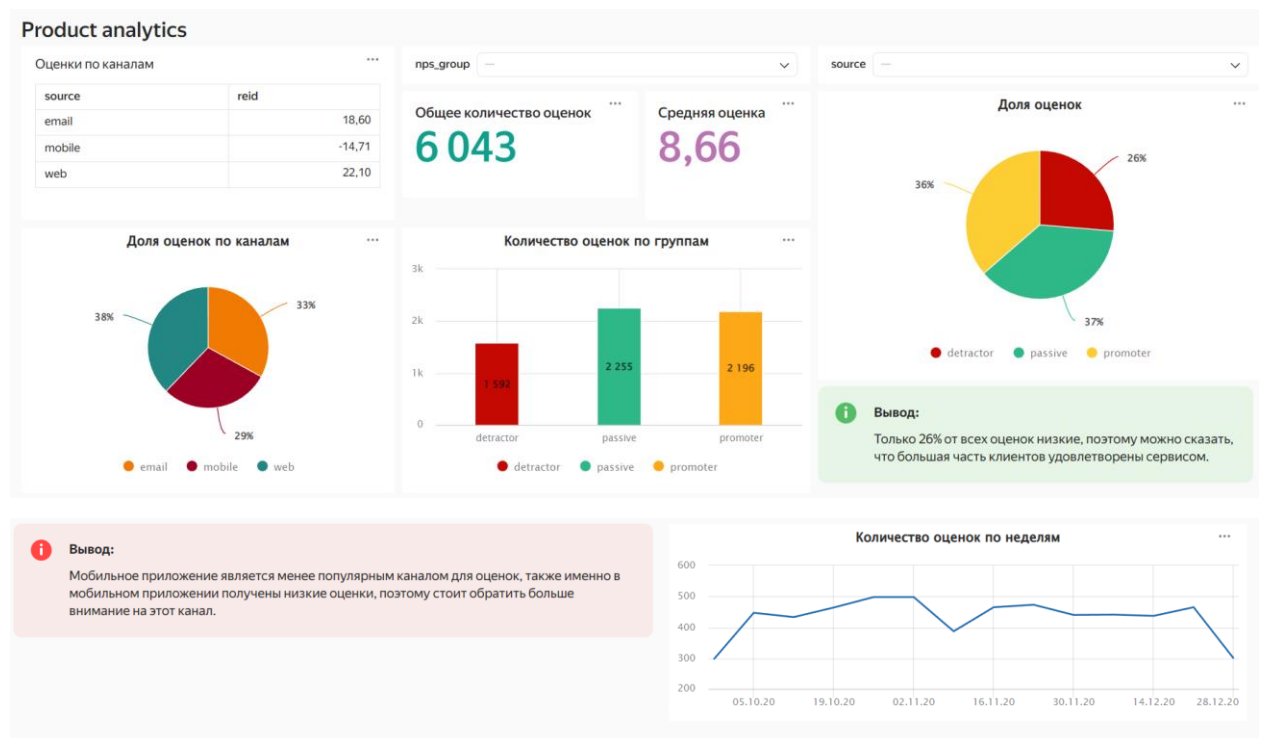 Product analytics
Оценки по каналам ...
source reid
email 18,60
mobile -14,71
web 22,10
nps_group —
source —
Общее количество оценок ...
6 043
Средняя оценка ...
8,66
Доля оценок ...
26%
36%
37%
detractor passive promoter
Доля оценок по каналам ...
33%
38%
29%
email mobile web
Количество оценок по группам ...
3k
2k
1k
0
1 592
2 255
2 196
detractor passive promoter
detractor passive promoter
Вывод:
Только 26% от всех оценок низкие, поэтому можно сказать,
что большая часть клиентов удовлетворены сервисом.
Вывод:
Мобильное приложение является менее популярным каналом для оценок, также именно в
мобильном приложении получены низкие оценки, поэтому стоит обратить больше
внимание на этот канал.
Количество оценок по неделям ...
600
500
400
300
200
05.10.20 19.10.20 02.11.20 16.11.20 30.11.20 14.12.20 28.12.20